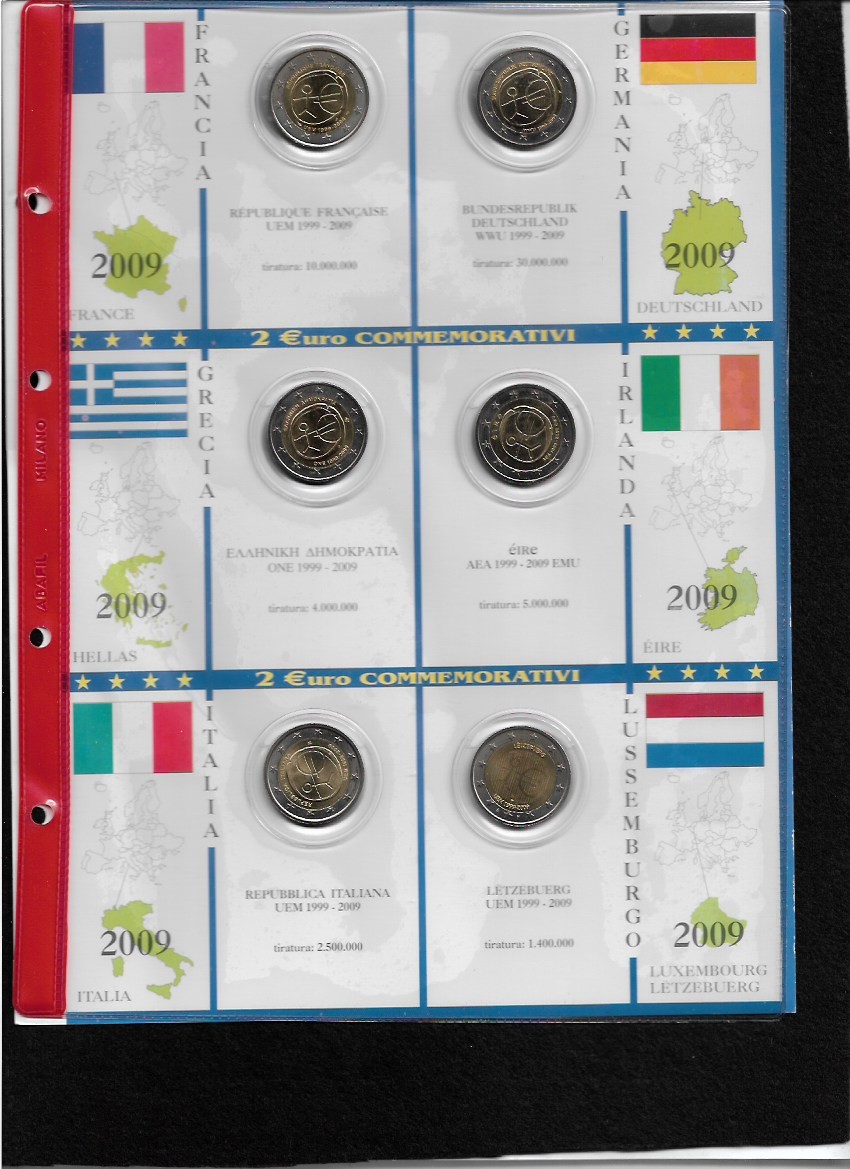 FRANCIA
GERMANIA
RÉPUBLIQUE FRANÇAISE
UEM 1999 - 2009
tiratura: 10.000.000
2009
FRANCE
BUNDESREPUBLIK
DEUTSCHLAND
WWU 1999 - 2009
tiratura: 30.000.000
2009
DEUTSCHLAND
2 €uro COMMEMORATIVI
GRECIA
IRLANDA
ΕΛΛΗΝΙΚΗ ΔΗΜΟΚΡΑΤΙΑ
ONE 1999 - 2009
tiratura: 4.000.000
2009
HELLAS
éIRe
AEA 1999 - 2009 EMU
tiratura: 5.000.000
2009
ÉIRE
2 €uro COMMEMORATIVI
ITALIA
LUSSEMBURGO
REPUBBLICA ITALIANA
UEM 1999 - 2009
tiratura: 2.500.000
2009
ITALIA
LËTZEBUERG
UEM 1999 - 2009
tiratura: 1.400.000
2009
LUXEMBOURG
LËTZEBUERG
ABAFIL MILANO